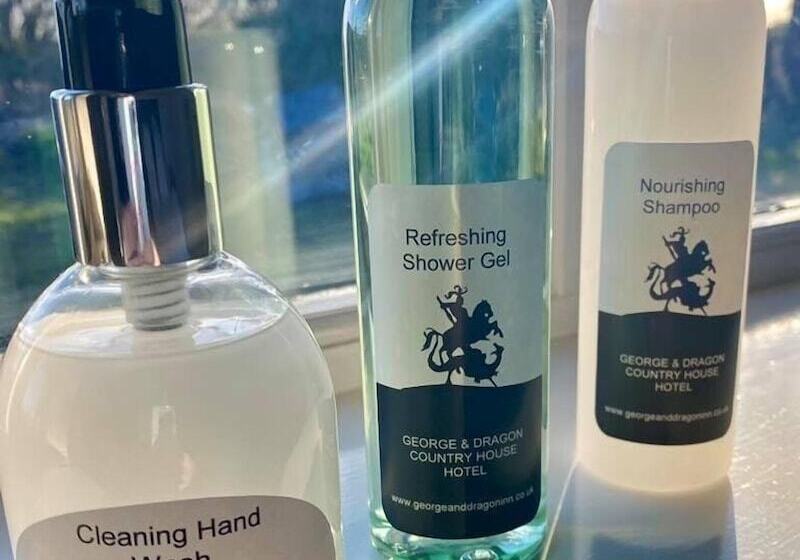 Cleaning Hand
Wash
Refreshing
Shower Gel
GEORGE & DRAGON
COUNTRY HOUSE
HOTEL
www.georgeanddragoninn.co.uk
Nourishing
Shampoo
GEORGE & DRAGON
COUNTRY HOUSE
HOTEL
www.georgeanddragoninn.co.uk